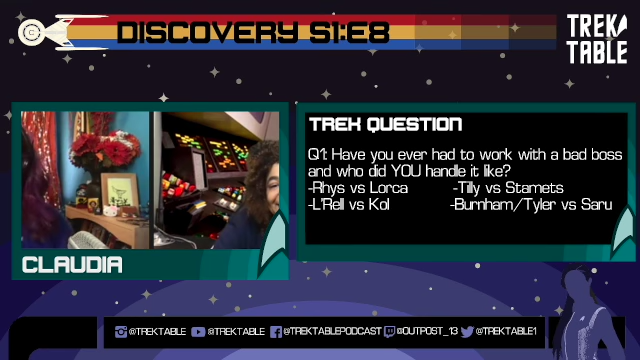 DISCOVERY S1:E8
TREK
TABLE
TREK QUESTION
Q1: Have you ever had to work with a bad boss
and who did YOU handle it like?
-Rhys vs Lorca -Tilly vs Stamets
-L'Rell vs Kol -Burnham/Tyler vs Saru
CLAUDIA
@TREKTABLE @TREKTABLE @TREKTABLEPODCAST @OUTPOST_13 @TREKTABLE1